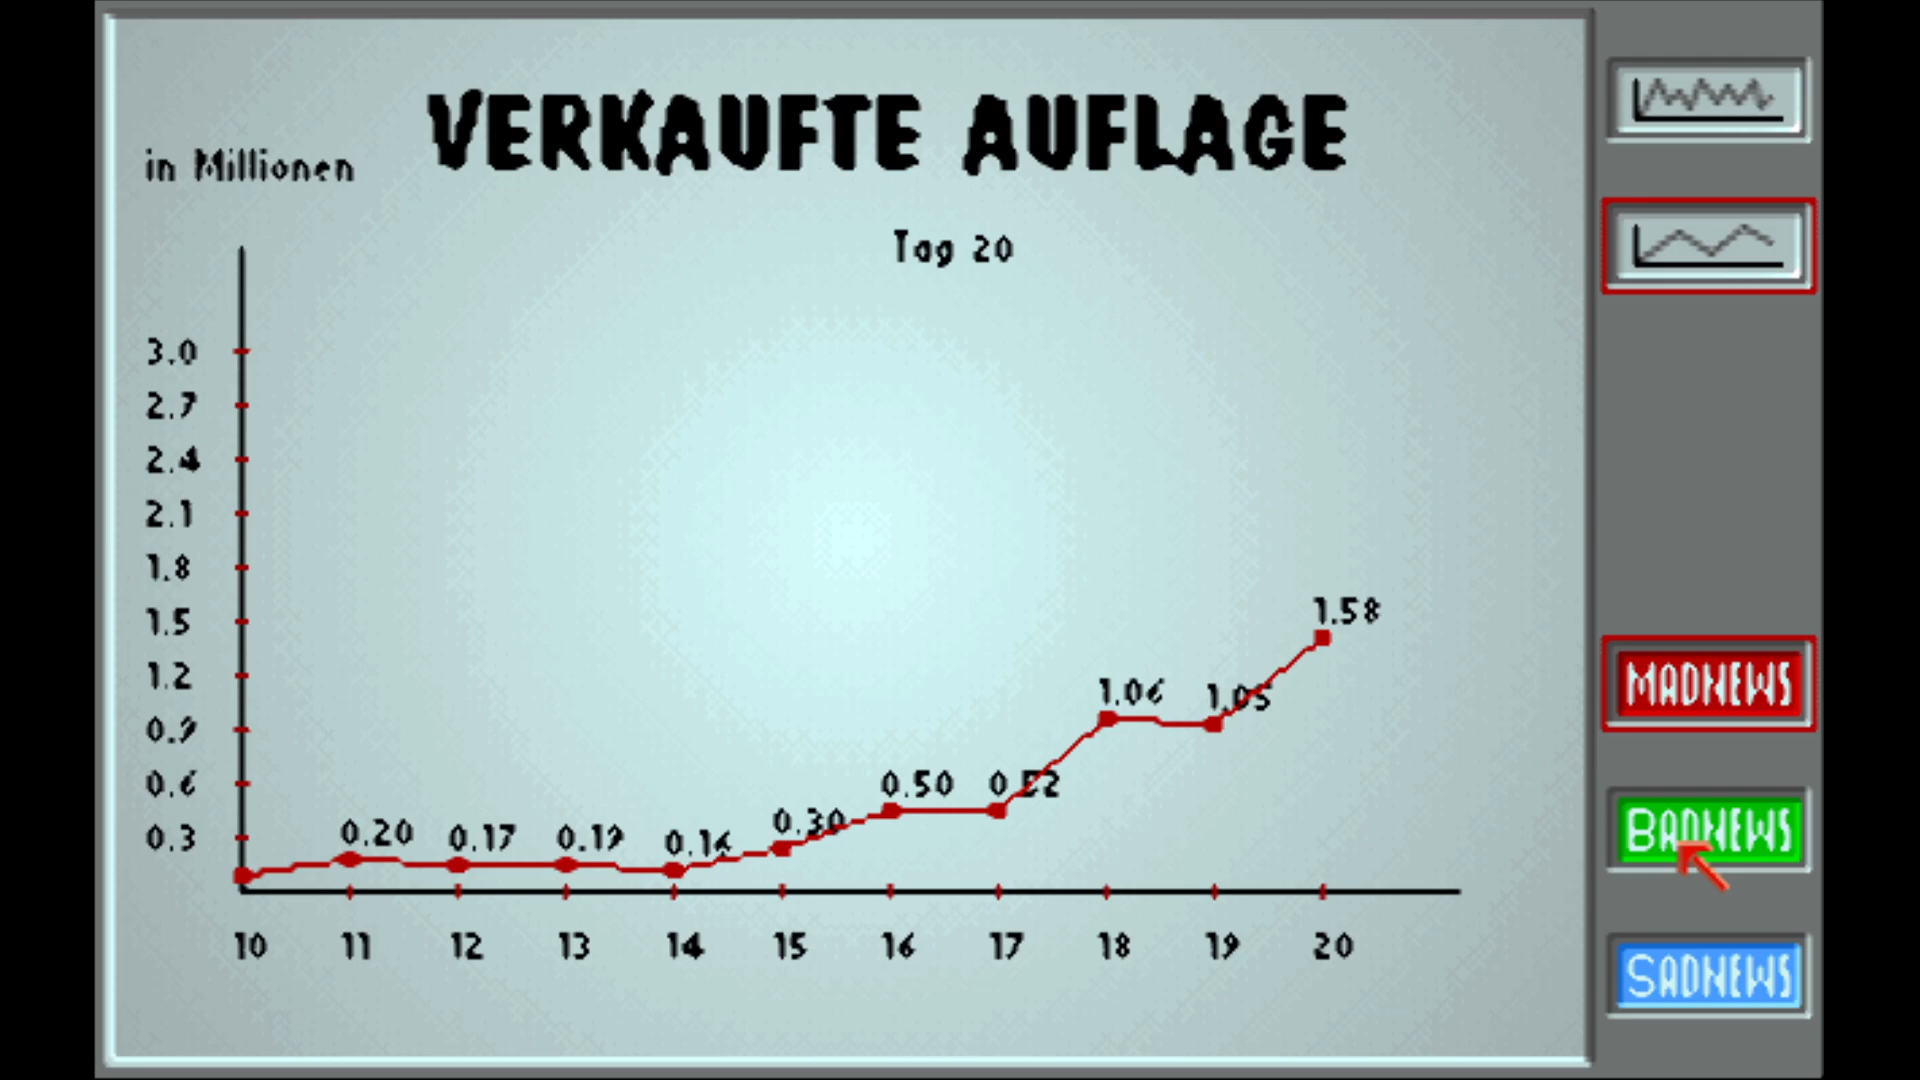 VERKAUFTE AUFLAGE
in Millionen
Tag 20
3.0
2.7
2.4
2.1
1.8
1.5
1.2
0.9
0.6
0.3
0.20
0.17
0.19
0.16
0.30
0.50
0.52
1.06
1.05
1.58
10 11 12 13 14 15 16 17 18 19 20
MADNEWS
BADNEWS
SADNEWS